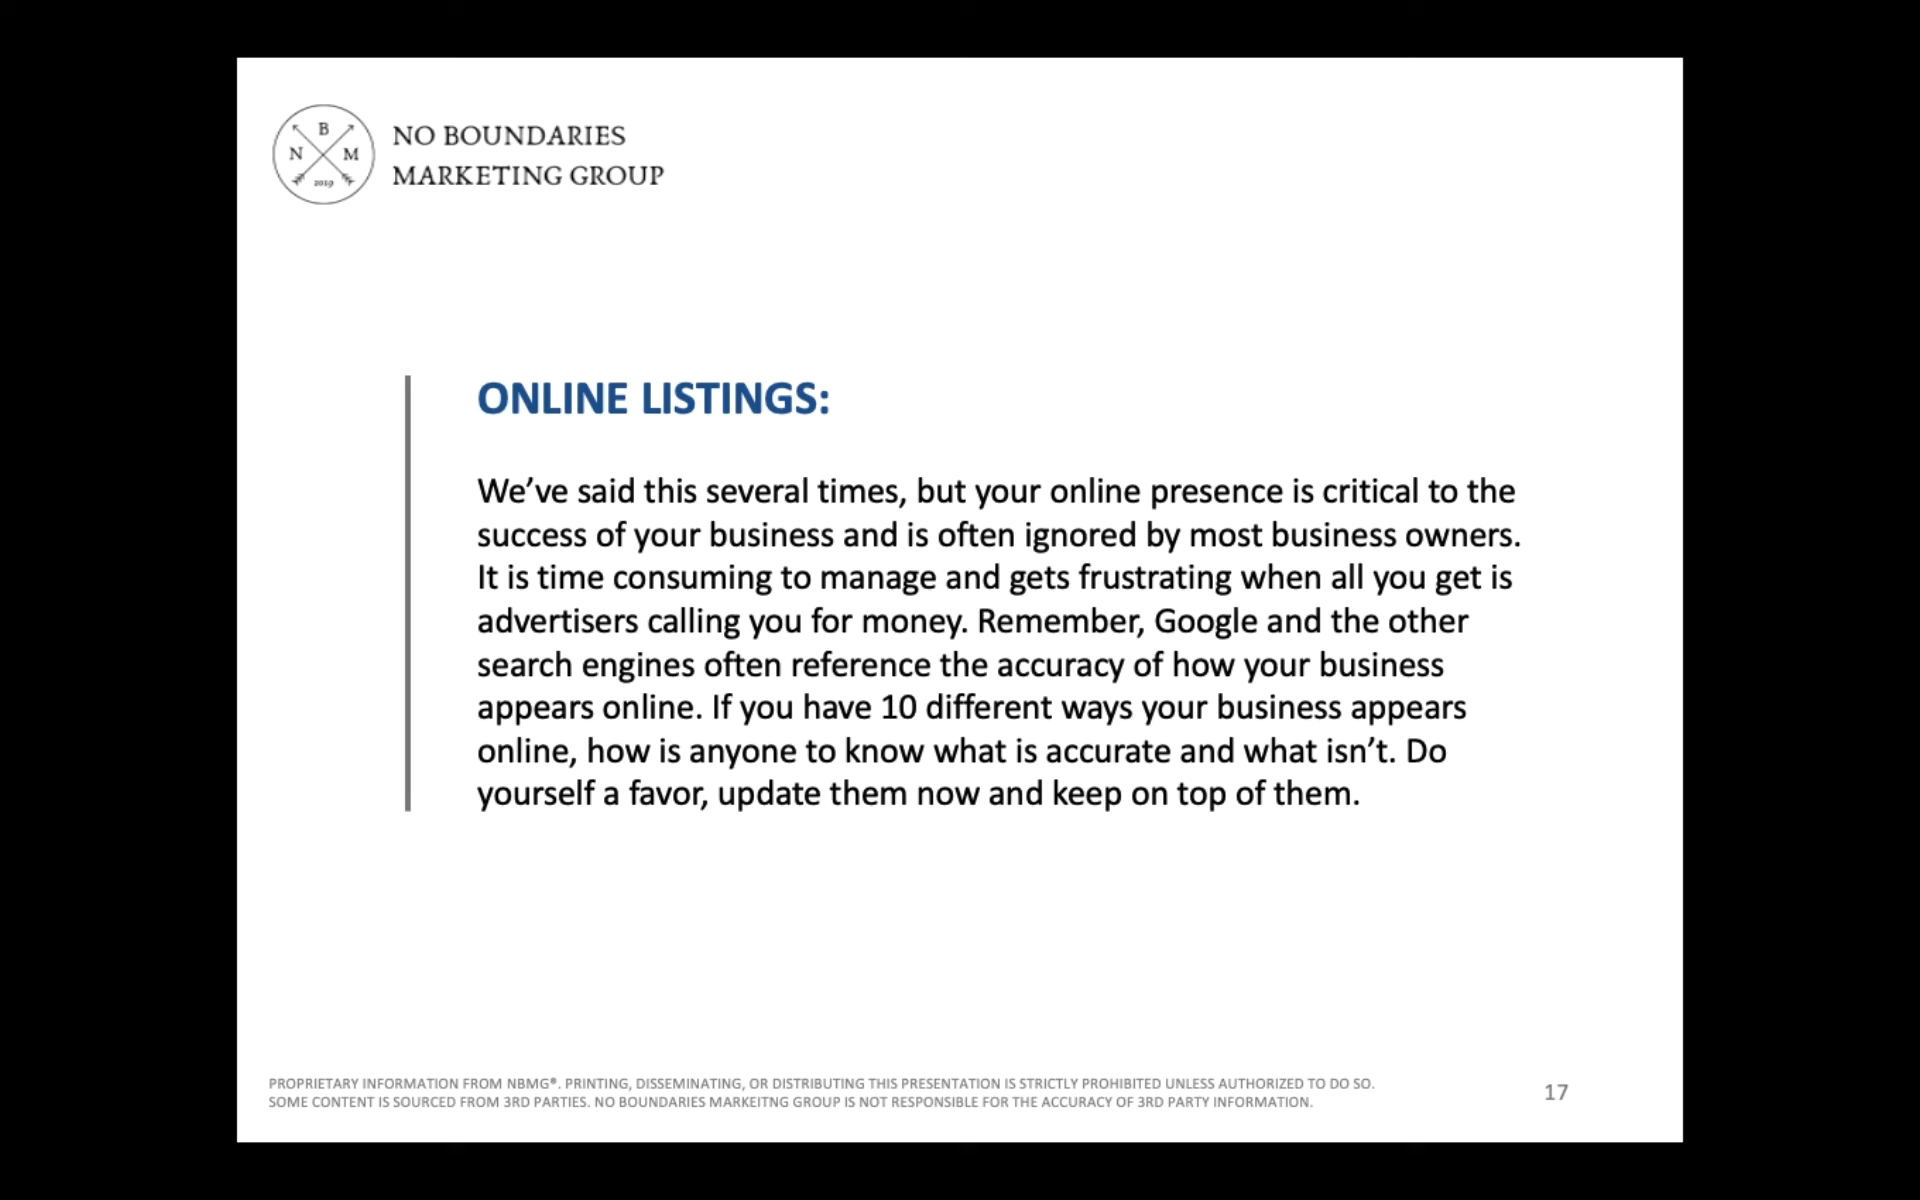 B
N M
2019
NO BOUNDARIES
MARKETING GROUP
ONLINE LISTINGS:
We’ve said this several times, but your online presence is critical to the
success of your business and is often ignored by most business owners.
It is time consuming to manage and gets frustrating when all you get is
advertisers calling you for money. Remember, Google and the other
search engines often reference the accuracy of how your business
appears online. If you have 10 different ways your business appears
online, how is anyone to know what is accurate and what isn’t. Do
yourself a favor, update them now and keep on top of them.
PROPRIETARY INFORMATION FROM NBMG®. PRINTING, DISSEMINATING, OR DISTRIBUTING THIS PRESENTATION IS STRICTLY PROHIBITED UNLESS AUTHORIZED TO DO SO.
SOME CONTENT IS SOURCED FROM 3RD PARTIES. NO BOUNDARIES MARKEITNG GROUP IS NOT RESPONSIBLE FOR THE ACCURACY OF 3RD PARTY INFORMATION.
17